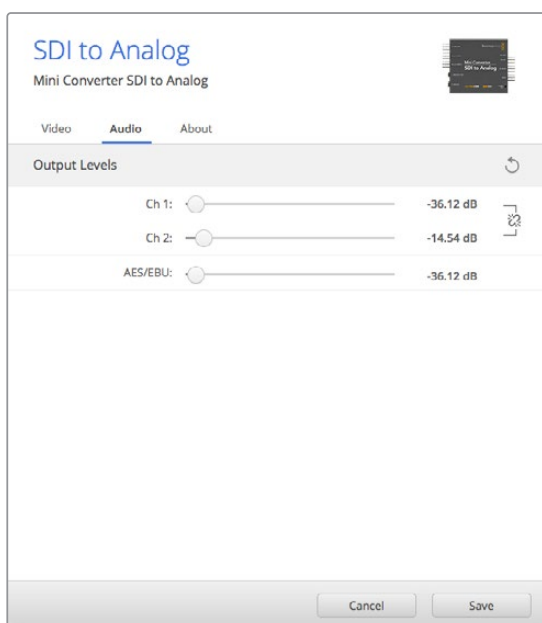 SDI to Analog
Mini Converter SDI to Analog
Video Audio About
Output Levels
Ch 1: -36.12 dB
Ch 2: -14.54 dB
AES/EBU: -36.12 dB
Cancel Save